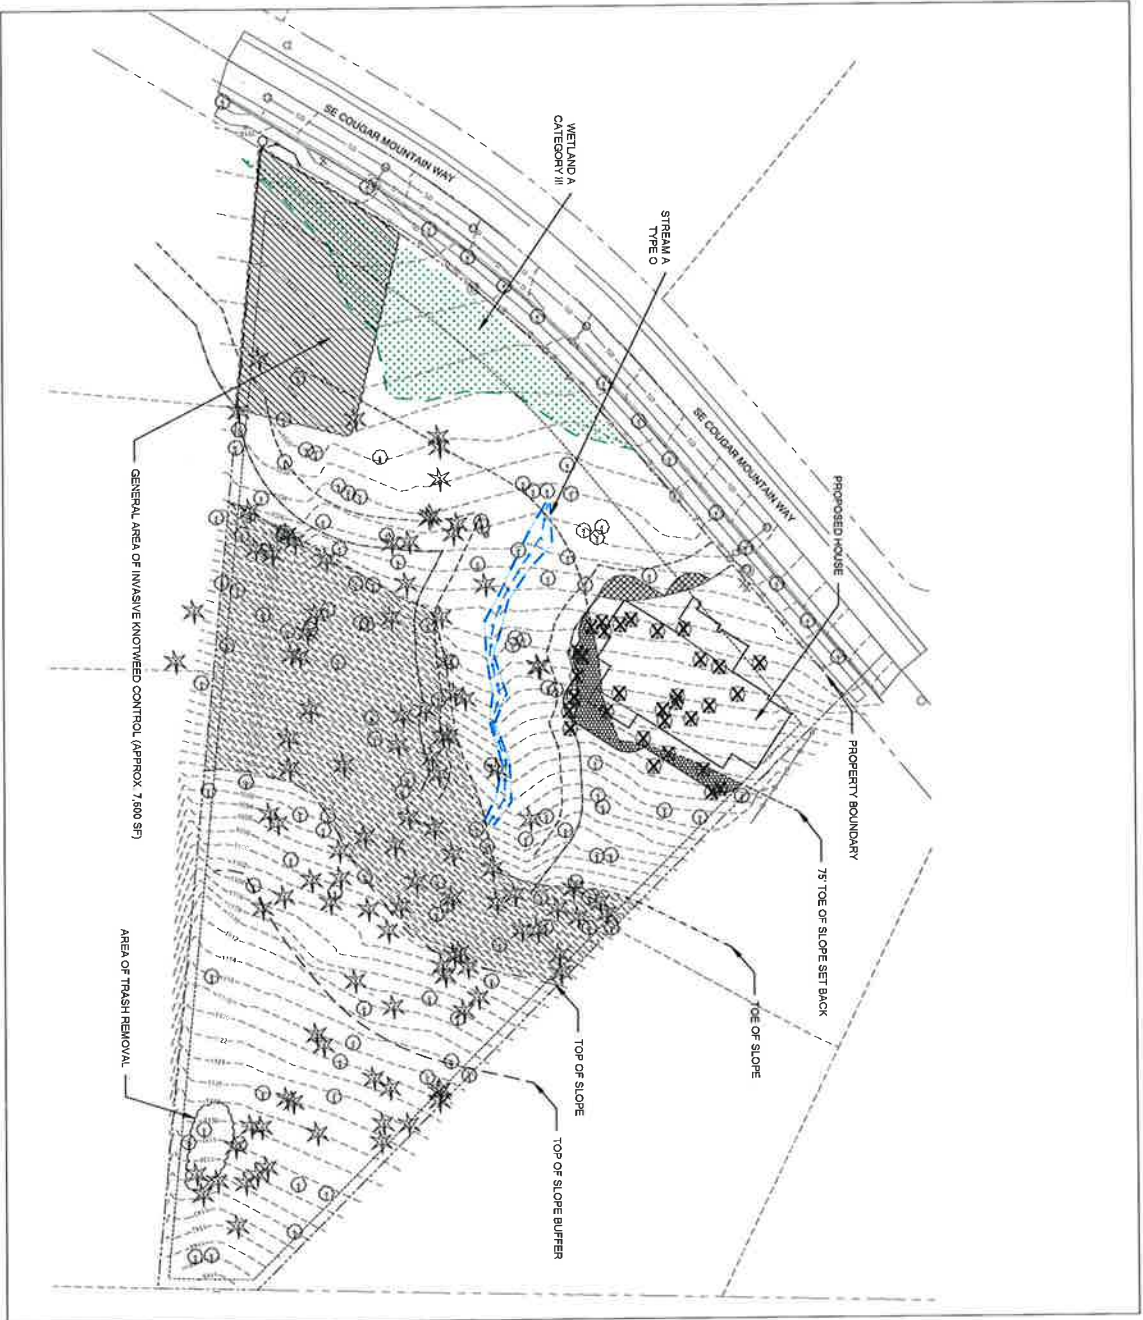 SE COUGAR MOUNTAIN WAY
SE COUGAR MOUNTAIN WAY
WETLAND A
CATEGORY III
STREAM A
TYPE O
PROPOSED HOUSE
PROPERTY BOUNDARY
75' TOE OF SLOPE SET BACK
TOE OF SLOPE
TOP OF SLOPE
TOP OF SLOPE BUFFER
GENERAL AREA OF INVASIVE KNOTWEED CONTROL (APPROX. 7,600 SF)
AREA OF TRASH REMOVAL